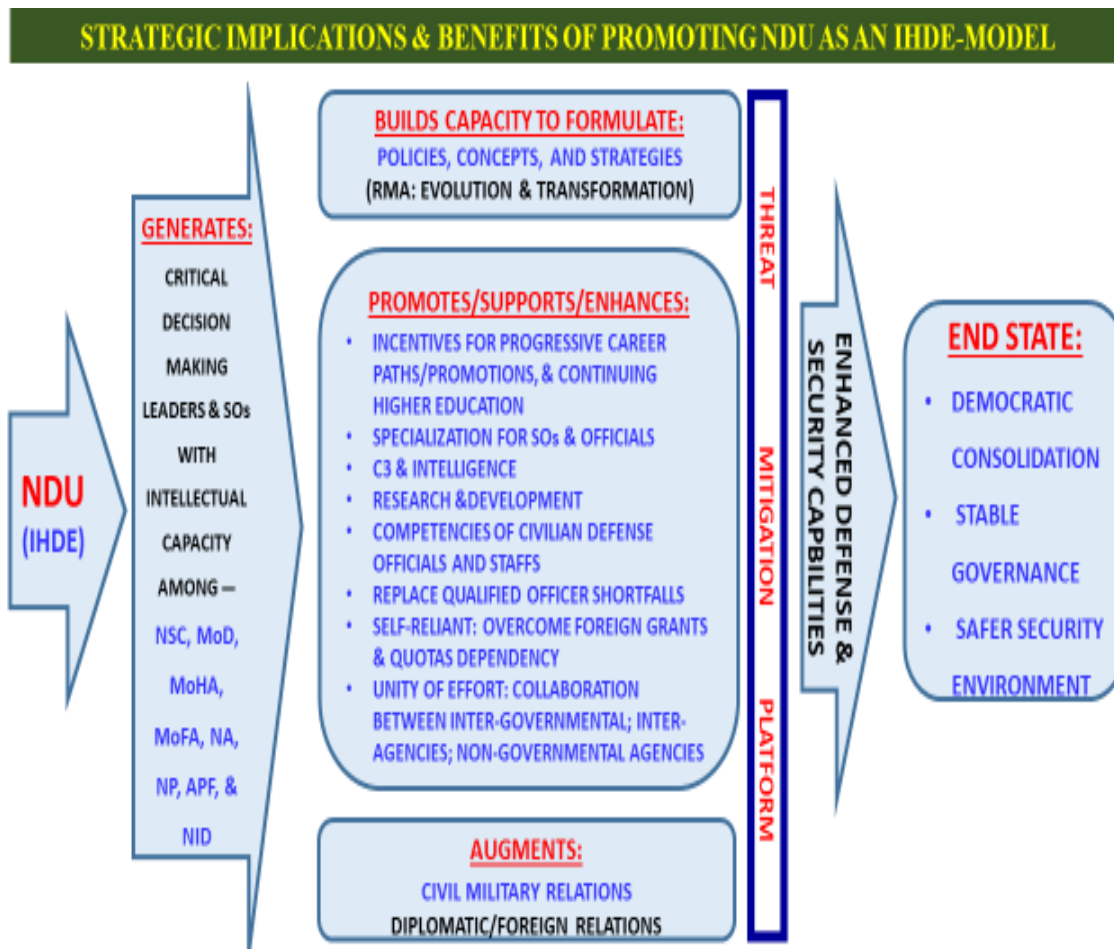 STRATEGIC IMPLICATIONS & BENEFITS OF PROMOTING NDU AS AN IHDE-MODEL
NDU
(IHDE)
GENERATES:
CRITICAL
DECISION
MAKING
LEADERS & SOs
WITH
INTELLECTUAL
CAPACITY
AMONG —
NSC, MoD,
MoHA,
MoFA, NA,
NP, APF, &
NID
BUILDS CAPACITY TO FORMULATE:
POLICIES, CONCEPTS, AND STRATEGIES
(RMA: EVOLUTION & TRANSFORMATION)
PROMOTES/SUPPORTS/ENHANCES:
• INCENTIVES FOR PROGRESSIVE CAREER
PATHS/PROMOTIONS, & CONTINUING
HIGHER EDUCATION
• SPECIALIZATION FOR SOs & OFFICIALS
• C3 & INTELLIGENCE
• RESEARCH &DEVELOPMENT
• COMPETENCIES OF CIVILIAN DEFENSE
OFFICIALS AND STAFFS
• REPLACE QUALIFIED OFFICER SHORTFALLS
• SELF-RELIANT: OVERCOME FOREIGN GRANTS
& QUOTAS DEPENDENCY
• UNITY OF EFFORT: COLLABORATION
BETWEEN INTER-GOVERNMENTAL; INTER-
AGENCIES; NON-GOVERNMENTAL AGENCIES
AUGMENTS:
CIVIL MILITARY RELATIONS
DIPLOMATIC/FOREIGN RELATIONS
THREAT MITIGATION PLATFORM
ENHANCED DEFENSE &
SECURITY CAPBILITIES
END STATE:
• DEMOCRATIC
CONSOLIDATION
• STABLE
GOVERNANCE
• SAFER SECURITY
ENVIRONMENT